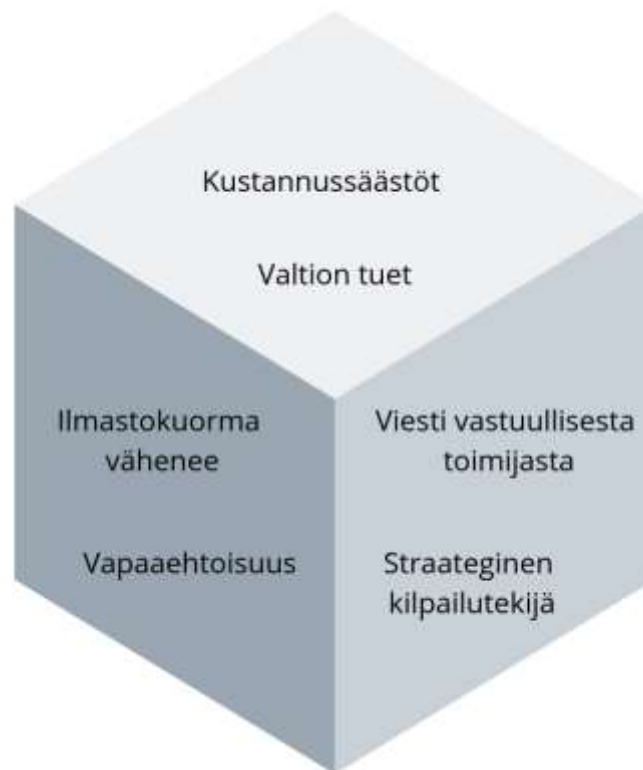 Kustannussäästöt
Valtion tuet
Ilmastokuorma
vähenee
Vapaaehtoisuus
Viesti vastuullisesta
toimijasta
Straateginen
kilpailutekijä